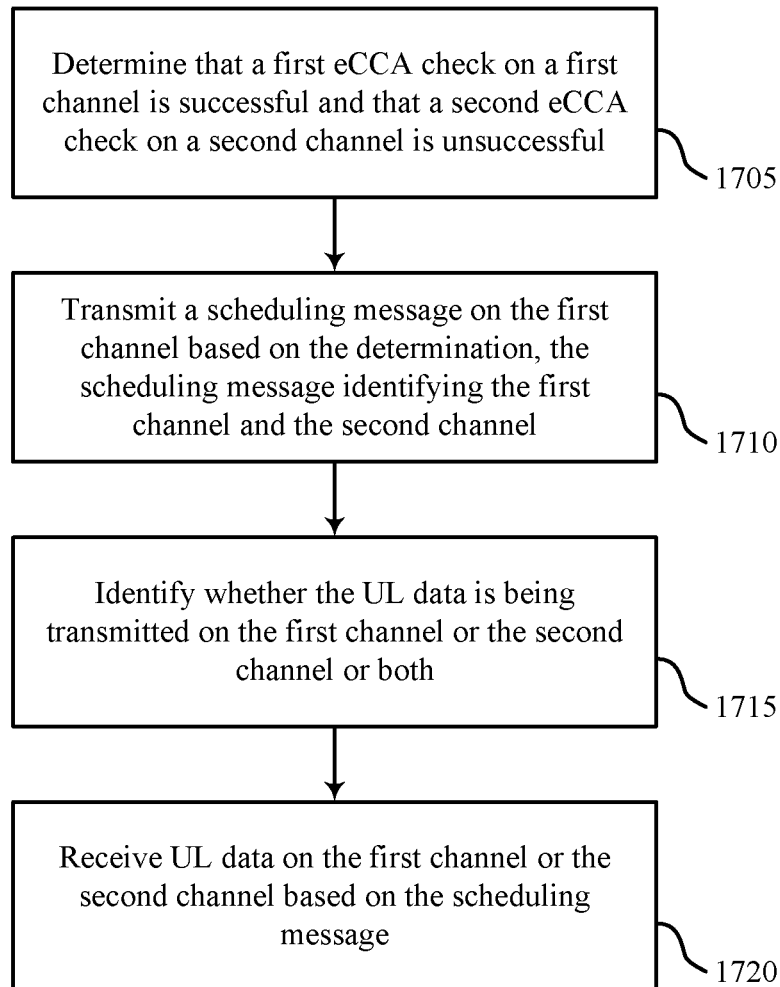 Determine that a first eCCA check on a first
channel is successful and that a second eCCA
check on a second channel is unsuccessful
1705
Transmit a scheduling message on the first
channel based on the determination, the
scheduling message identifying the first
channel and the second channel
1710
Identify whether the UL data is being
transmitted on the first channel or the second
channel or both
1715
Receive UL data on the first channel or the
second channel based on the scheduling
message
1720